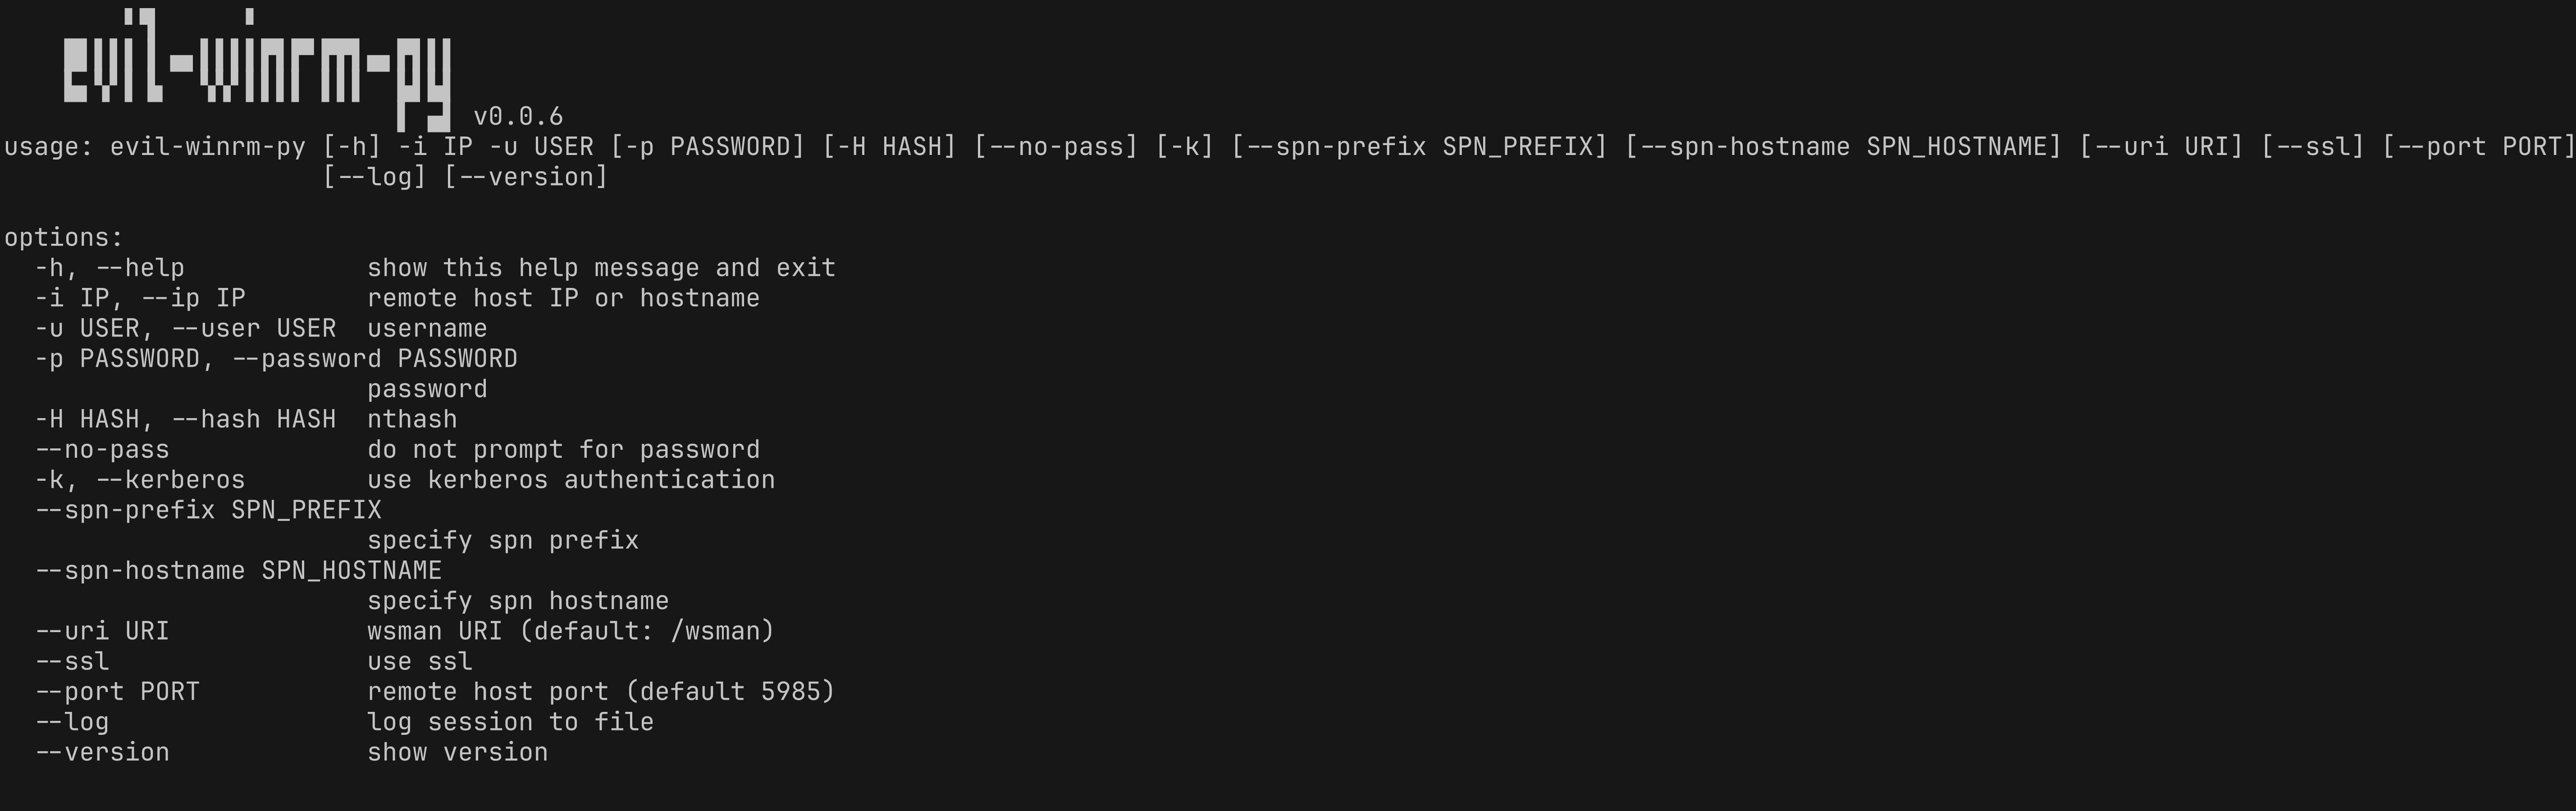 evil-winrm-py v0.0.6
usage: evil-winrm-py [-h] -i IP -u USER [-p PASSWORD] [-H HASH] [--no-pass] [-k] [--spn-prefix SPN_PREFIX] [--spn-hostname SPN_HOSTNAME] [--uri URI] [--ssl] [--port PORT]
[--log] [--version]
options:
-h, --help show this help message and exit
-i IP, --ip IP remote host IP or hostname
-u USER, --user USER username
-p PASSWORD, --password PASSWORD
password
-H HASH, --hash HASH nthash
--no-pass do not prompt for password
-k, --kerberos use kerberos authentication
--spn-prefix SPN_PREFIX
specify spn prefix
--spn-hostname SPN_HOSTNAME
specify spn hostname
--uri URI wsman URI (default: /wsman)
--ssl use ssl
--port PORT remote host port (default 5985)
--log log session to file
--version show version